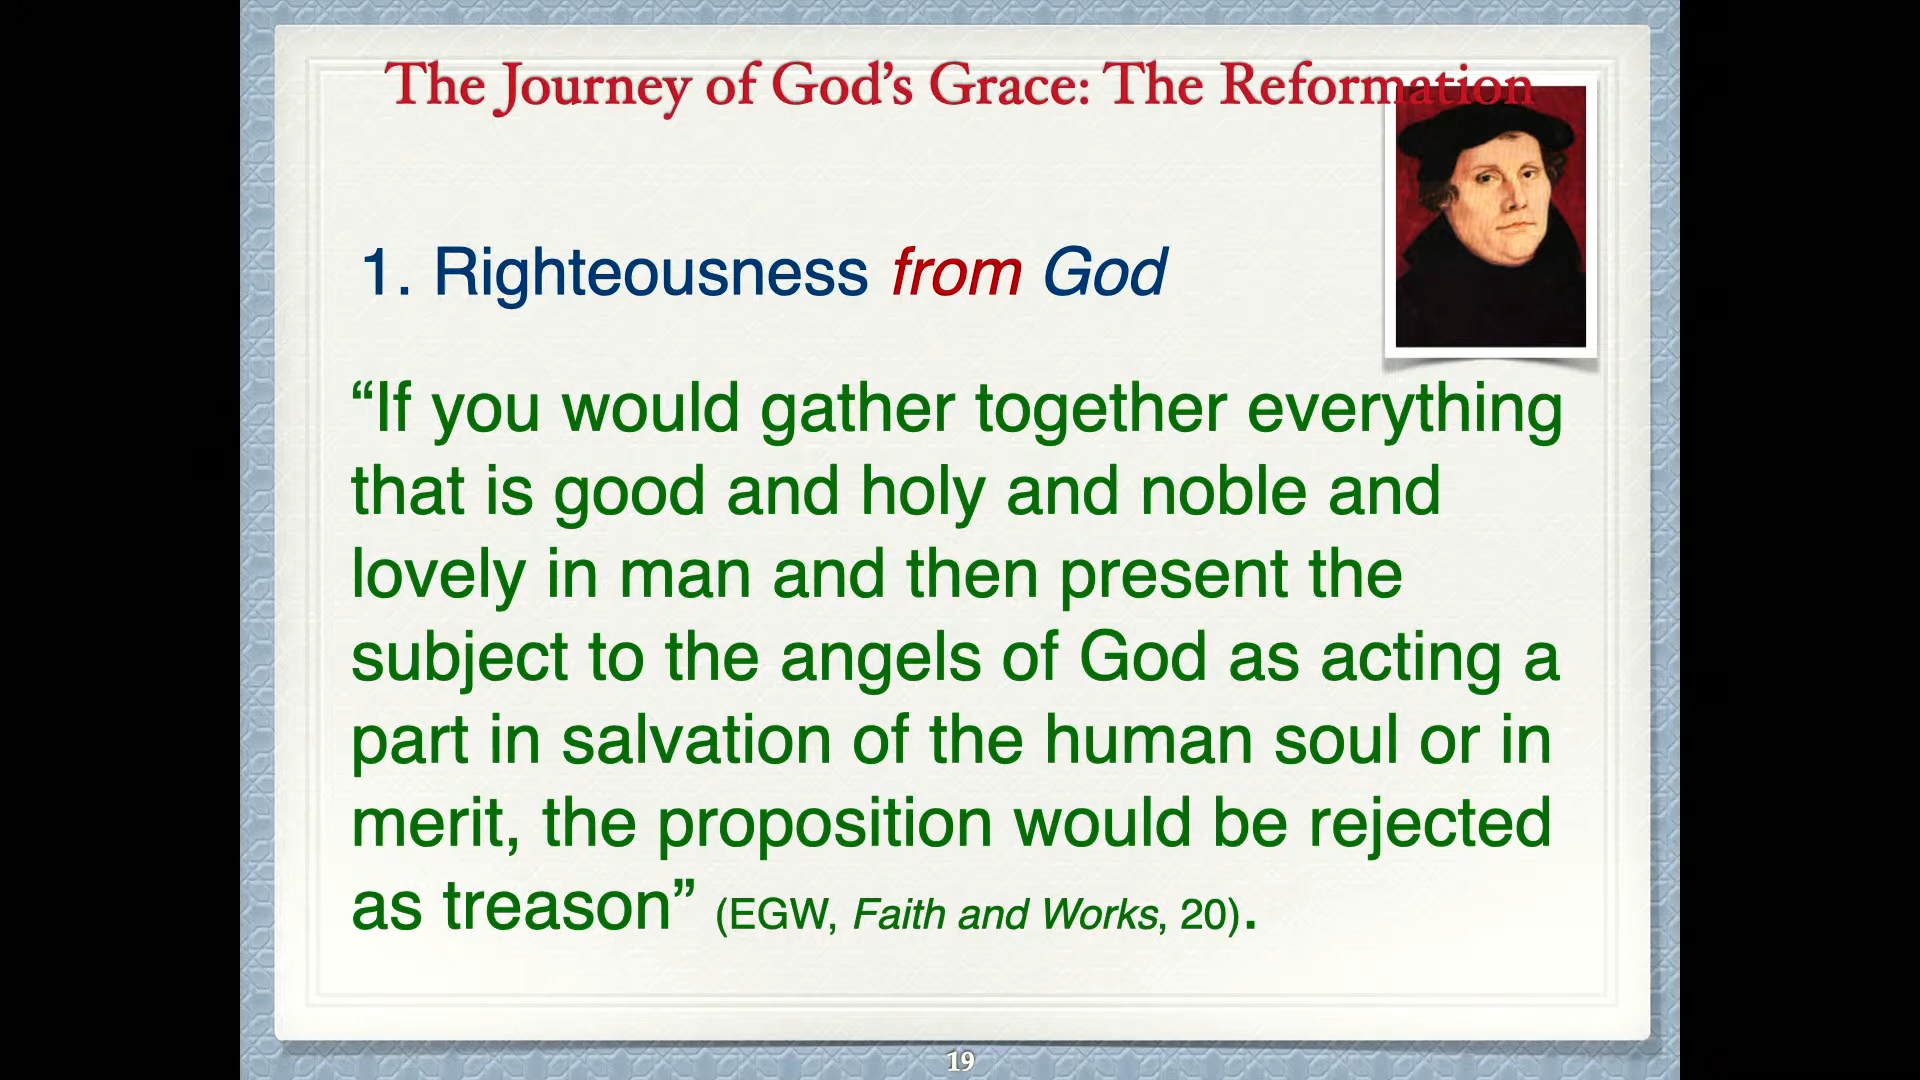 The Journey of God’s Grace: The Reformation
1. Righteousness from God
“If you would gather together everything
that is good and holy and noble and
lovely in man and then present the
subject to the angels of God as acting a
part in salvation of the human soul or in
merit, the proposition would be rejected
as treason” (EGW, Faith and Works, 20).
19